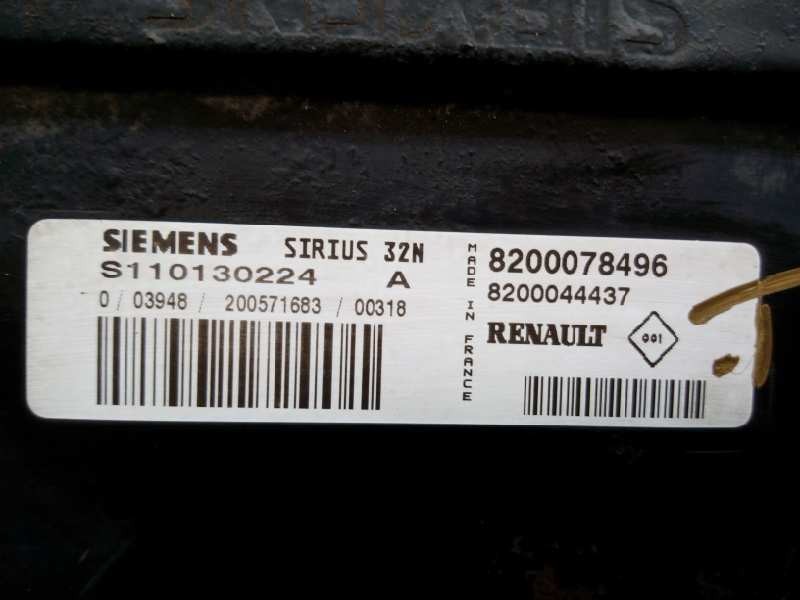 SIEMENS SIRIUS 32N
S110130224 A
0 / 03948 / 200571683 / 00318
MADE IN FRANCE
8200078496
8200044437
RENAULT 001